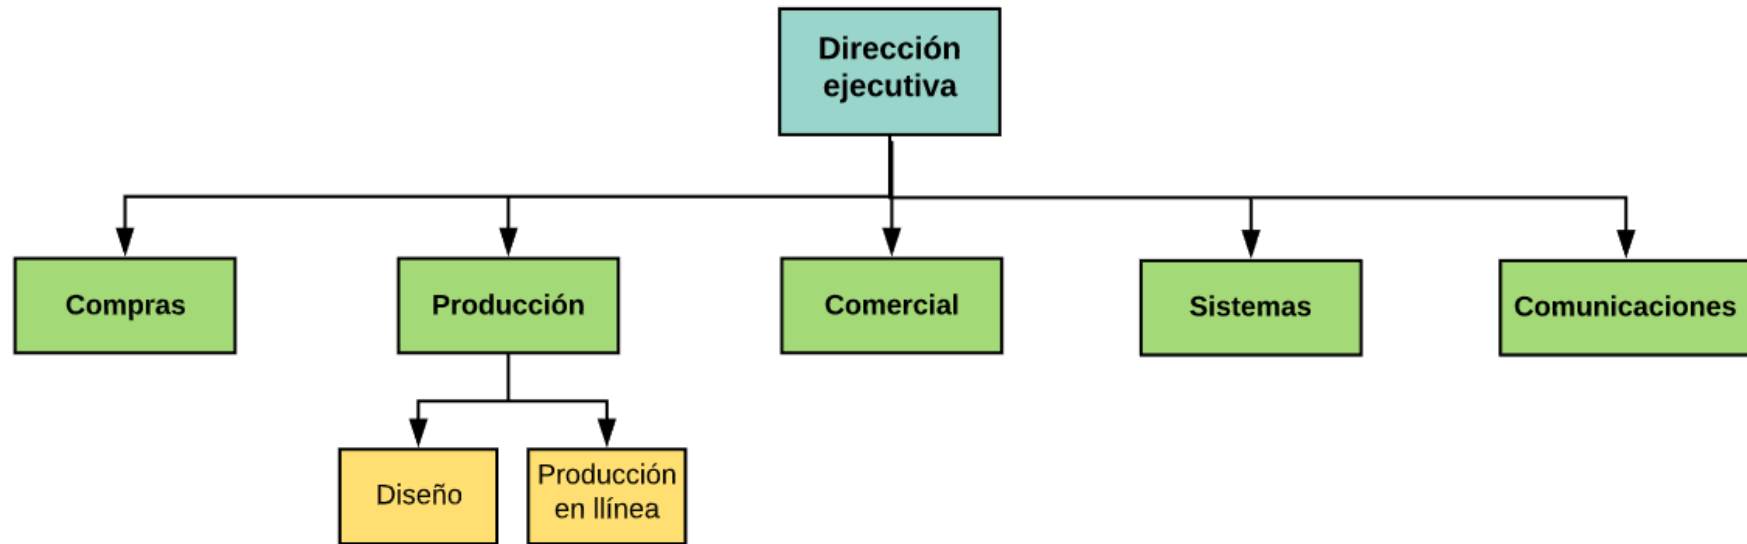 Dirección
ejecutiva
Compras
Producción
Comercial
Sistemas
Comunicaciones
Diseño
Producción
en llínea